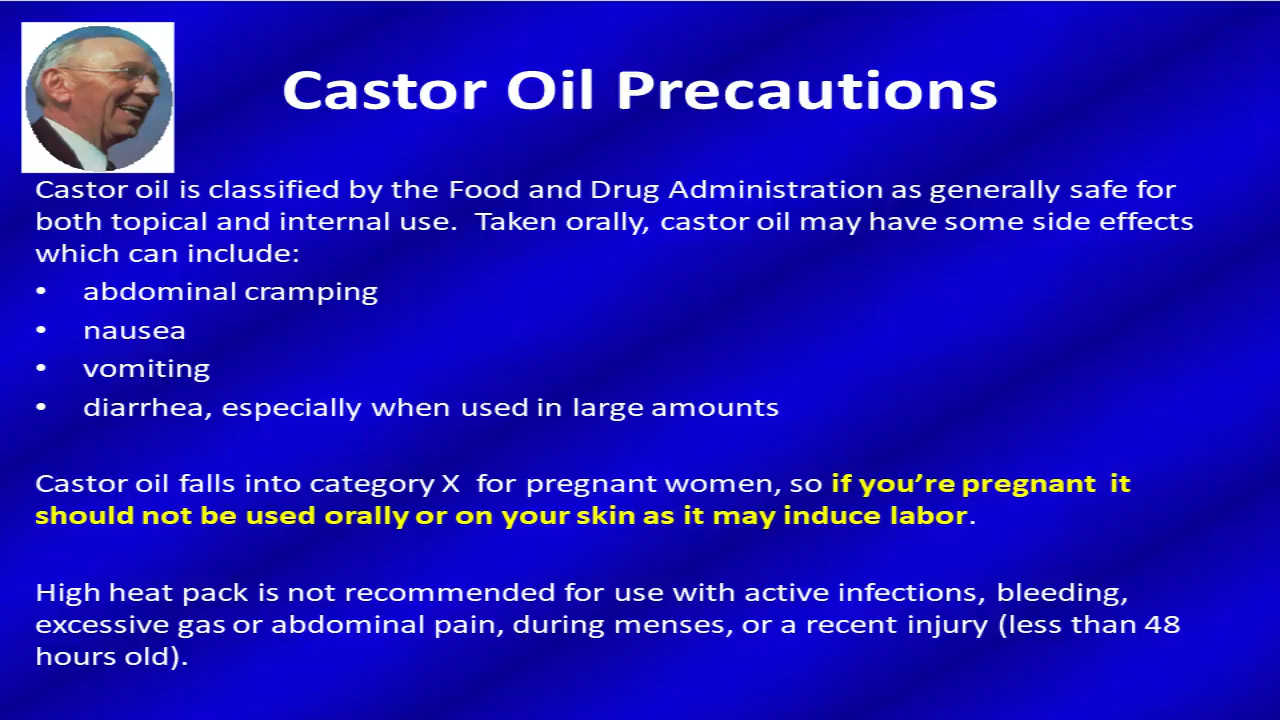 Castor Oil Precautions
Castor oil is classified by the Food and Drug Administration as generally safe for
both topical and internal use.  Taken orally, castor oil may have some side effects
which can include:
• abdominal cramping
• nausea
• vomiting
• diarrhea, especially when used in large amounts
Castor oil falls into category X  for pregnant women, so if you’re pregnant  it
should not be used orally or on your skin as it may induce labor.
High heat pack is not recommended for use with active infections, bleeding,
excessive gas or abdominal pain, during menses, or a recent injury (less than 48
hours old).